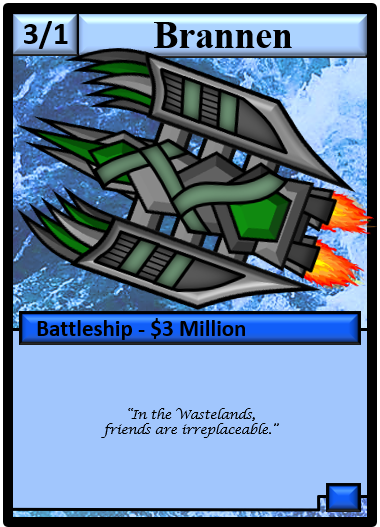 3/1 Brannen
Battleship - $3 Million
“In the Wastelands,
friends are irreplaceable.”